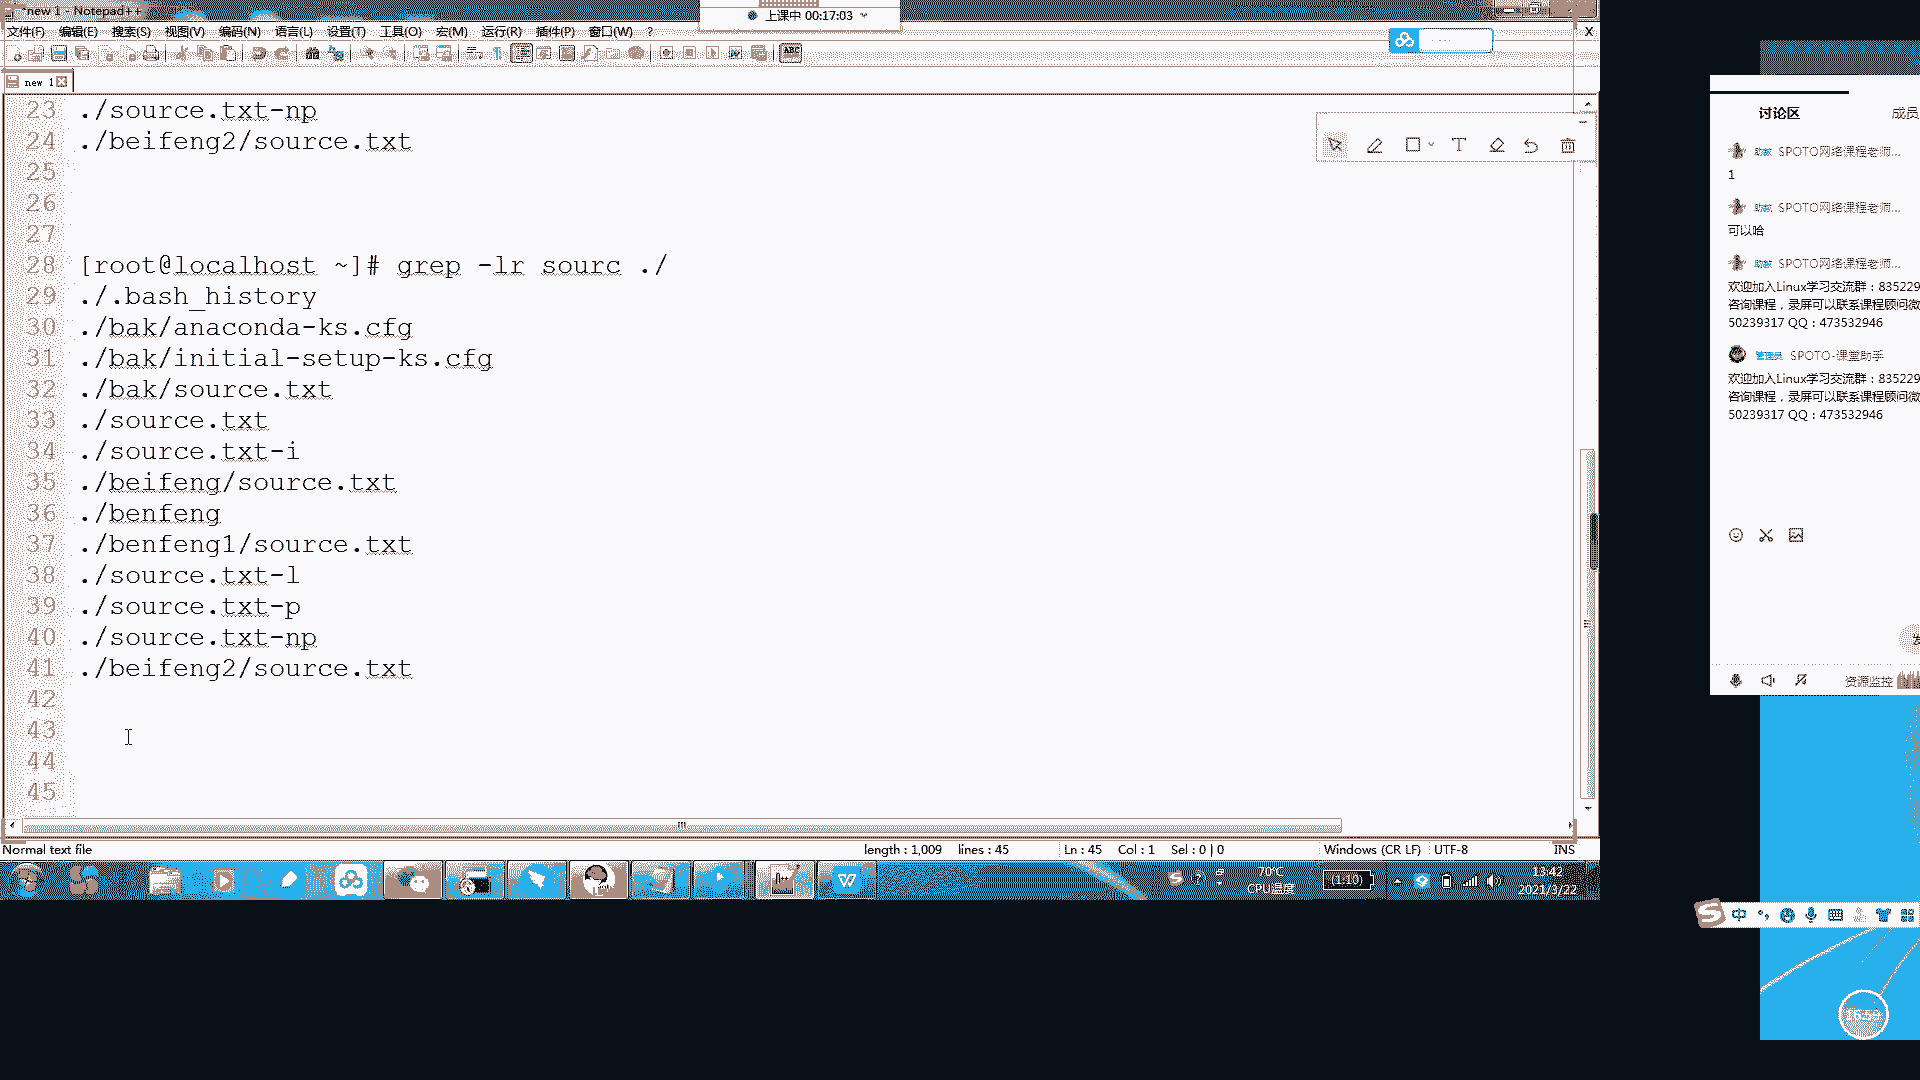 *new 1 - Notepad++
上课中 00:17:03
文件(F) 编辑(E) 搜索(S) 视图(V) 编码(N) 语言(L) 设置(T) 工具(O) 宏(M) 运行(R) 插件(P) 窗口(W) ? X
ABC
new 1
23 ./source.txt-np
24 ./beifeng2/source.txt
25
26
27
28 [root@localhost ~]# grep -lr sourc ./
29 ./.bash_history
30 ./bak/anaconda-ks.cfg
31 ./bak/initial-setup-ks.cfg
32 ./bak/source.txt
33 ./source.txt
34 ./source.txt-i
35 ./beifeng/source.txt
36 ./benfeng
37 ./benfeng1/source.txt
38 ./source.txt-l
39 ./source.txt-p
40 ./source.txt-np
41 ./beifeng2/source.txt
42
43
44
45
Normal text file length : 1,009 lines : 45 Ln : 45 Col : 1 Sel : 0 | 0 Windows (CR LF) UTF-8 INS
70℃
CPU温度
(1:10)
13:42
2021/3/22
讨论区 成员
助教 SPOTO网络课程老师...
1
助教 SPOTO网络课程老师...
可以哈
助教 SPOTO网络课程老师...
欢迎加入Linux学习交流群：835229
咨询课程，录屏可以联系课程顾问微
50239317 QQ：473532946
管理员 SPOTO-课堂助手
欢迎加入Linux学习交流群：835229
咨询课程，录屏可以联系课程顾问微
50239317 QQ：473532946
资源监控
中